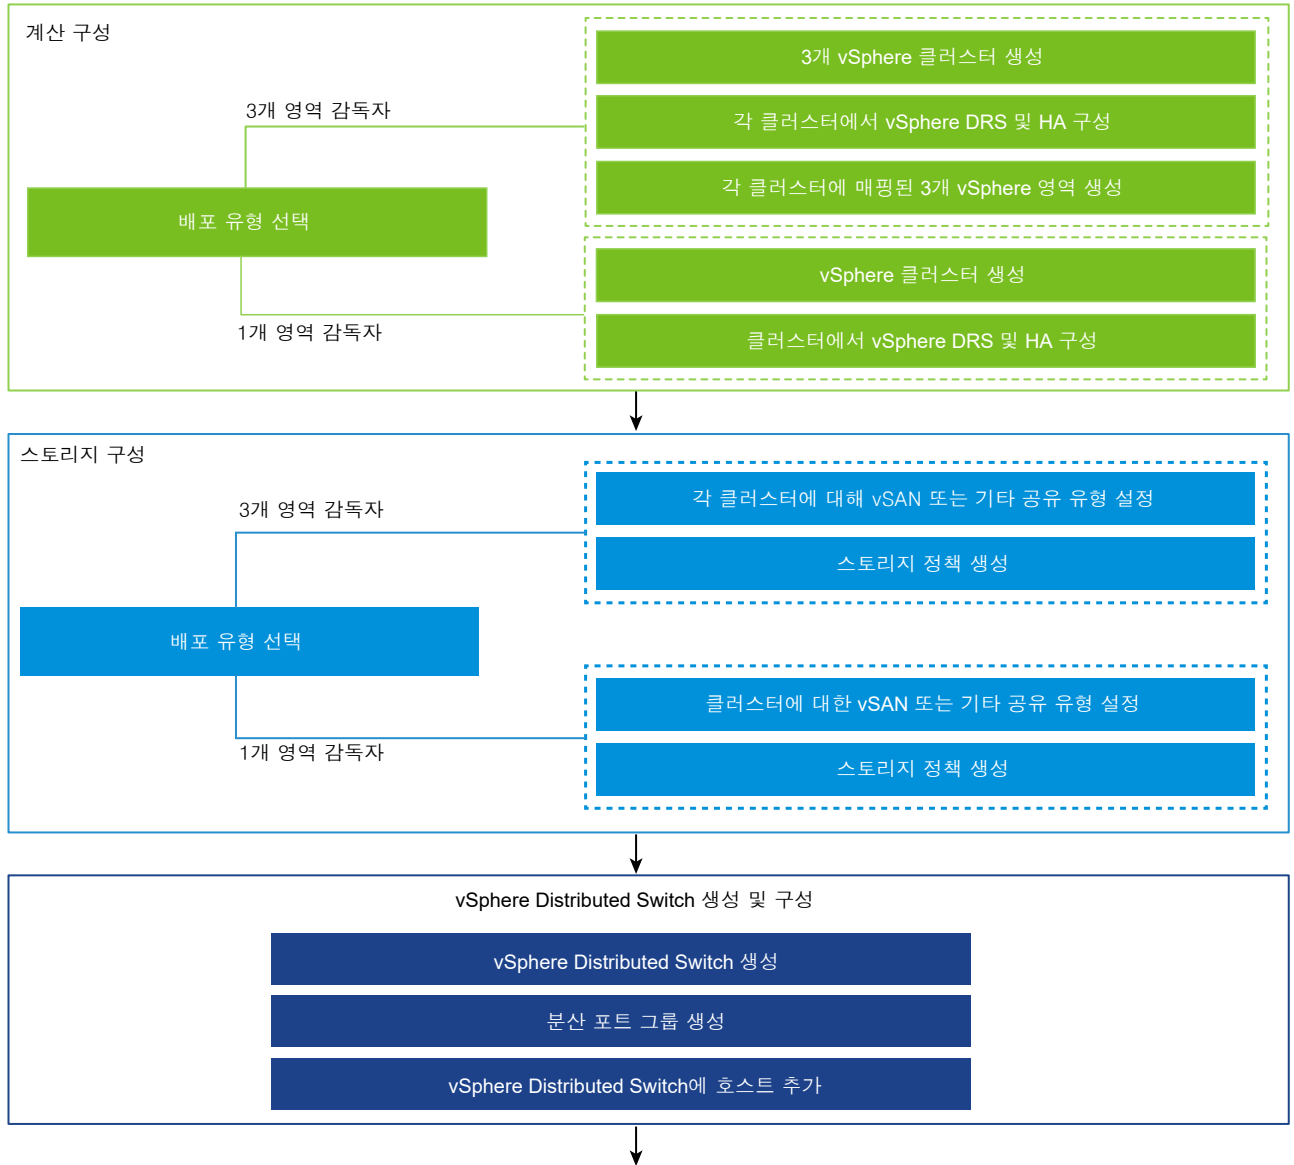 계산 구성
3개 vSphere 클러스터 생성
3개 영역 감독자
각 클러스터에서 vSphere DRS 및 HA 구성
각 클러스터에 매핑된 3개 vSphere 영역 생성
배포 유형 선택
vSphere 클러스터 생성
1개 영역 감독자
클러스터에서 vSphere DRS 및 HA 구성
스토리지 구성
각 클러스터에 대해 vSAN 또는 기타 공유 유형 설정
3개 영역 감독자
스토리지 정책 생성
배포 유형 선택
클러스터에 대한 vSAN 또는 기타 공유 유형 설정
1개 영역 감독자
스토리지 정책 생성
vSphere Distributed Switch 생성 및 구성
vSphere Distributed Switch 생성
분산 포트 그룹 생성
vSphere Distributed Switch에 호스트 추가